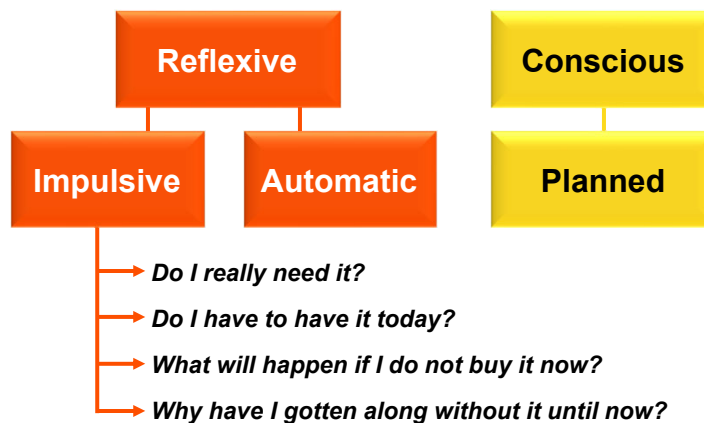 Reflexive
Conscious
Impulsive
Automatic
Planned
Do I really need it?
Do I have to have it today?
What will happen if I do not buy it now?
Why have I gotten along without it until now?